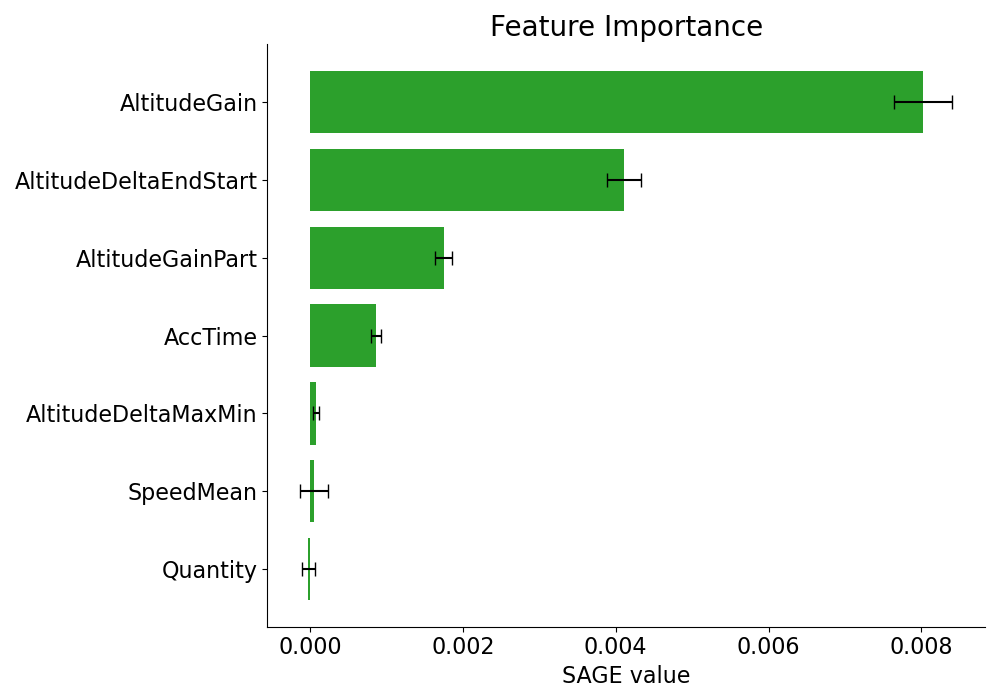 Feature Importance
AltitudeGain
AltitudeDeltaEndStart
AltitudeGainPart
AccTime
AltitudeDeltaMaxMin
SpeedMean
Quantity
0.000 0.002 0.004 0.006 0.008
SAGE value